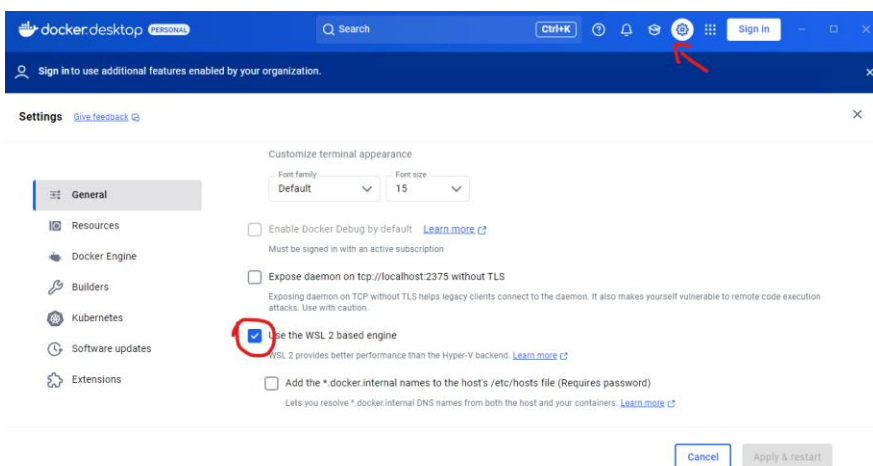 docker.desktop PERSONAL Search Ctrl+K Sign in
Sign in to use additional features enabled by your organization.
Settings Give feedback
Customize terminal appearance
Font family Font size
Default 15
General
Resources
Docker Engine
Builders
Kubernetes
Software updates
Extensions
Enable Docker Debug by default Learn more
Must be signed in with an active subscription
Expose daemon on tcp://localhost:2375 without TLS
Exposing daemon on TCP without TLS helps legacy clients connect to the daemon. It also makes yourself vulnerable to remote code execution
attacks. Use with caution.
Use the WSL 2 based engine
WSL 2 provides better performance than the Hyper-V backend. Learn more
Add the *.docker.internal names to the host's /etc/hosts file (Requires password)
Lets you resolve *.docker.internal DNS names from both the host and your containers. Learn more
Cancel Apply & restart